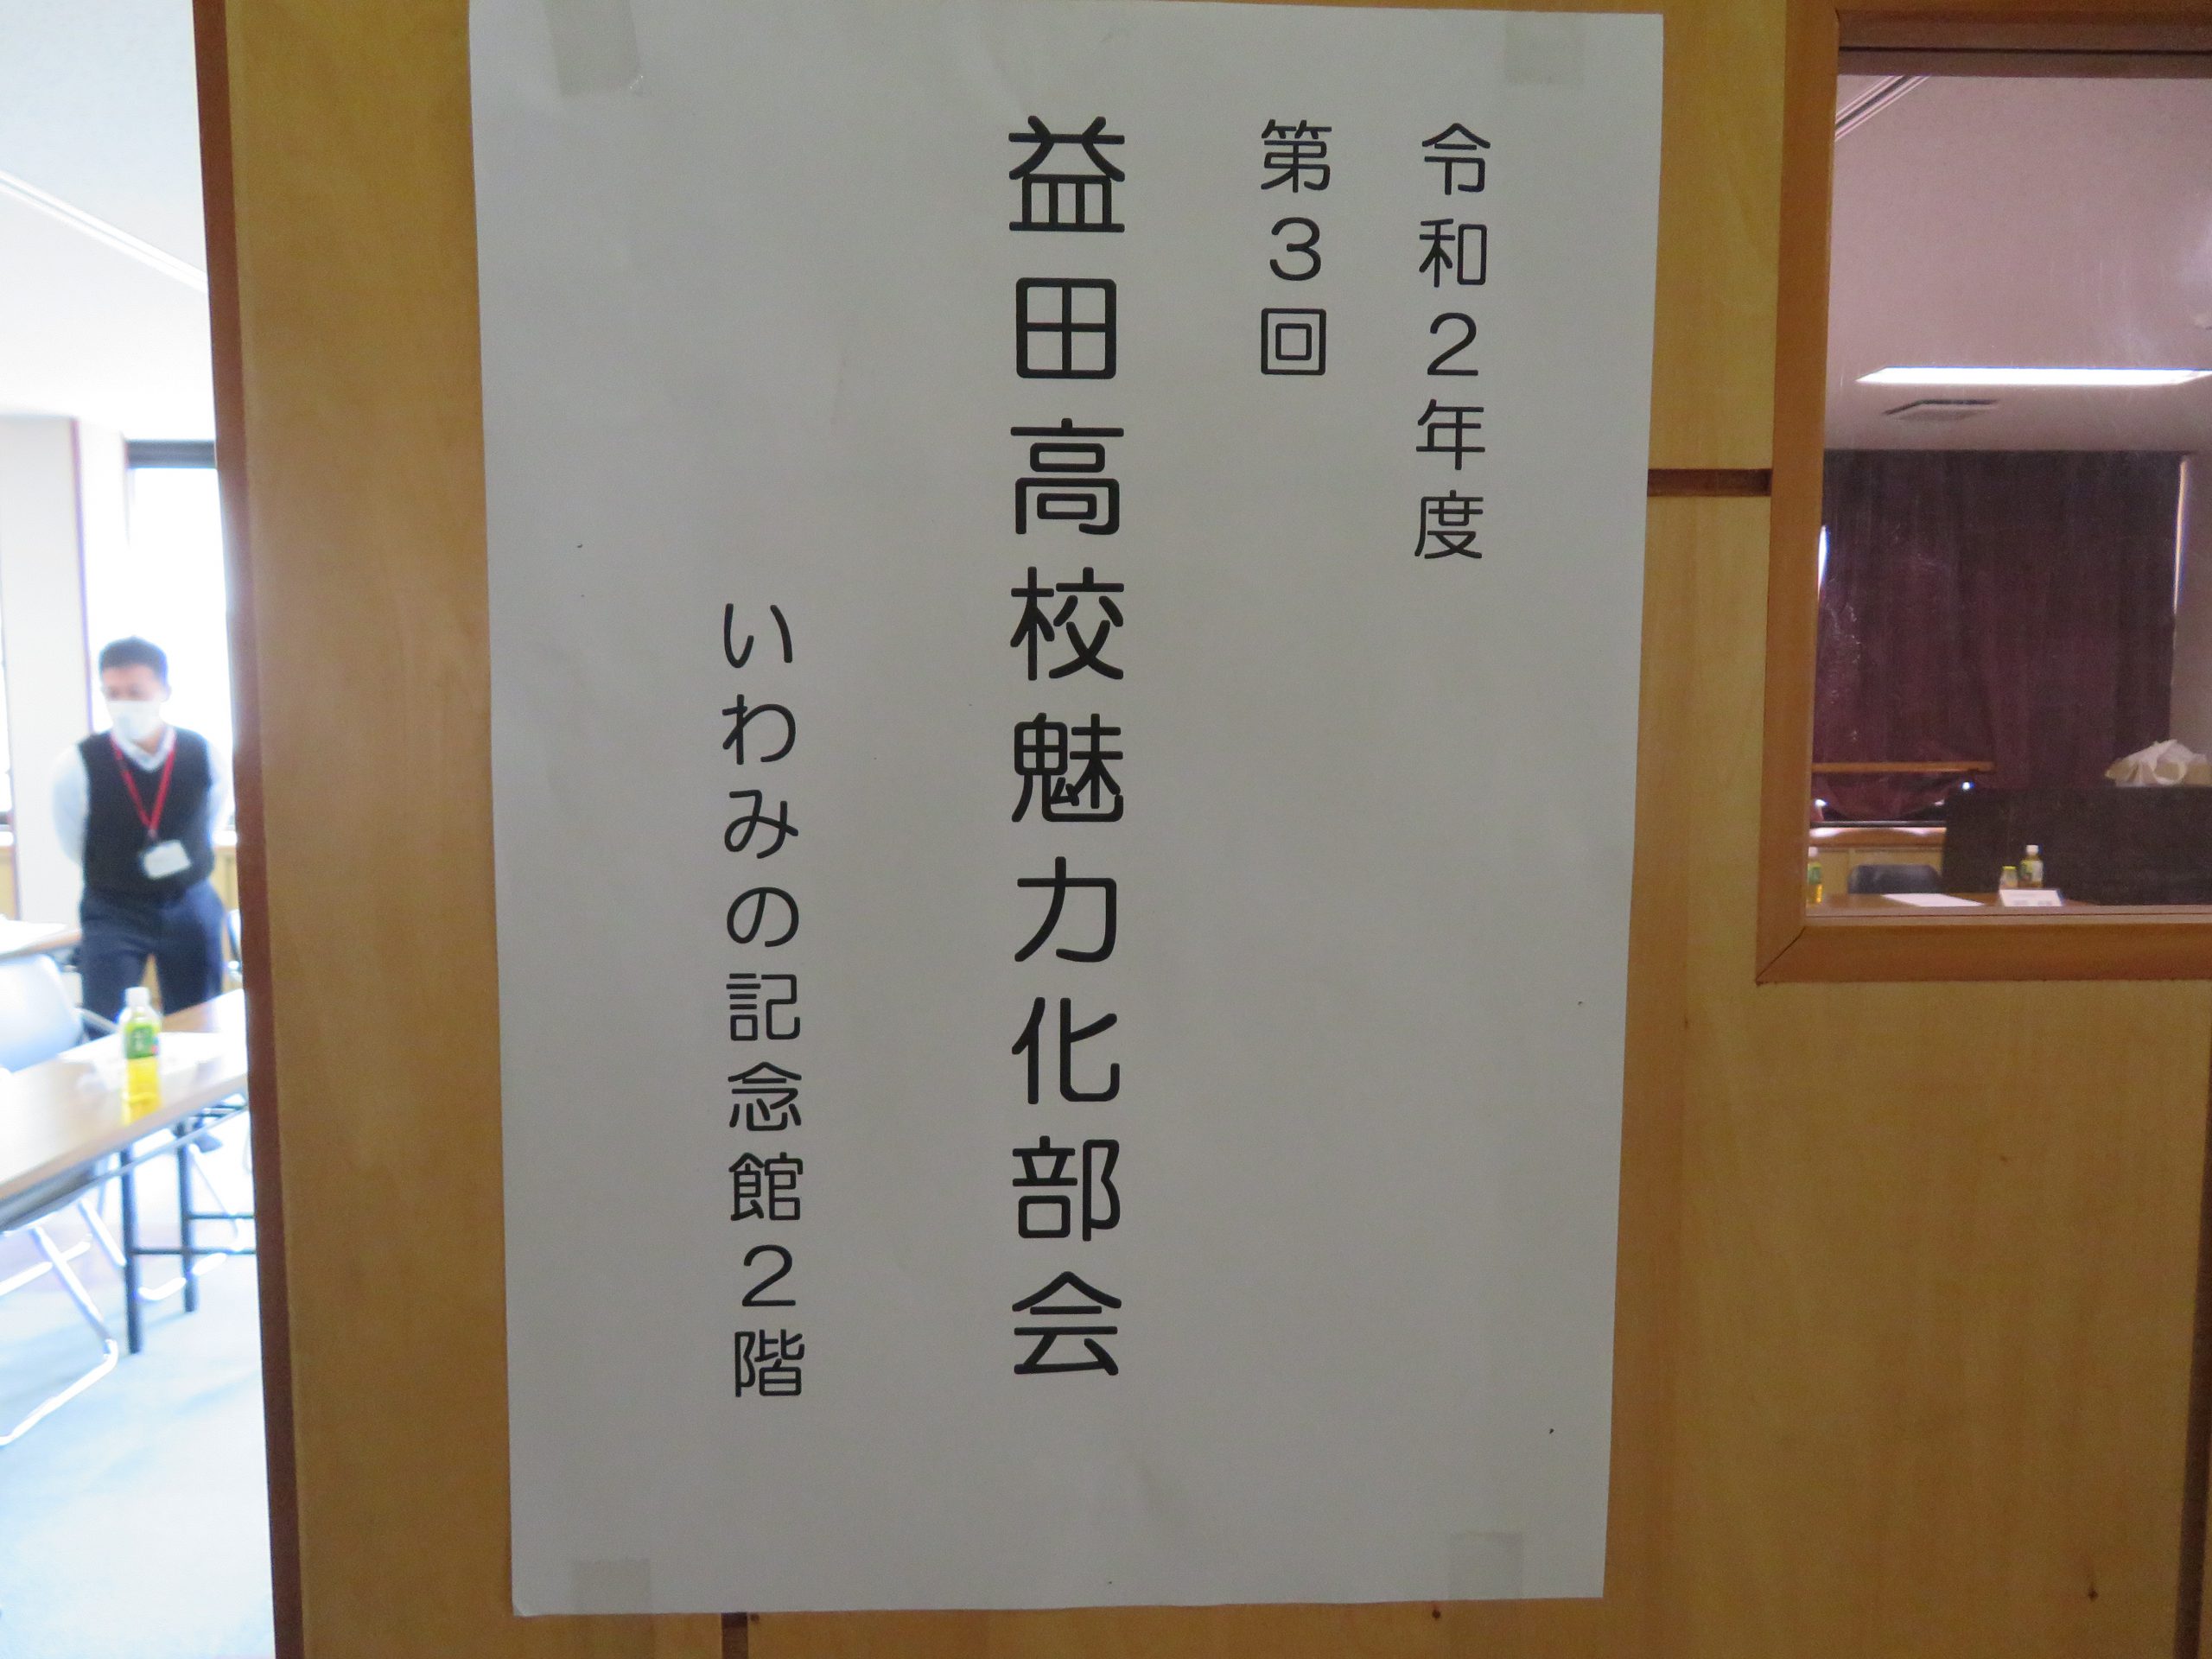 令和２年度
第３回
益田高校魅力化部会
いわみの記念館２階